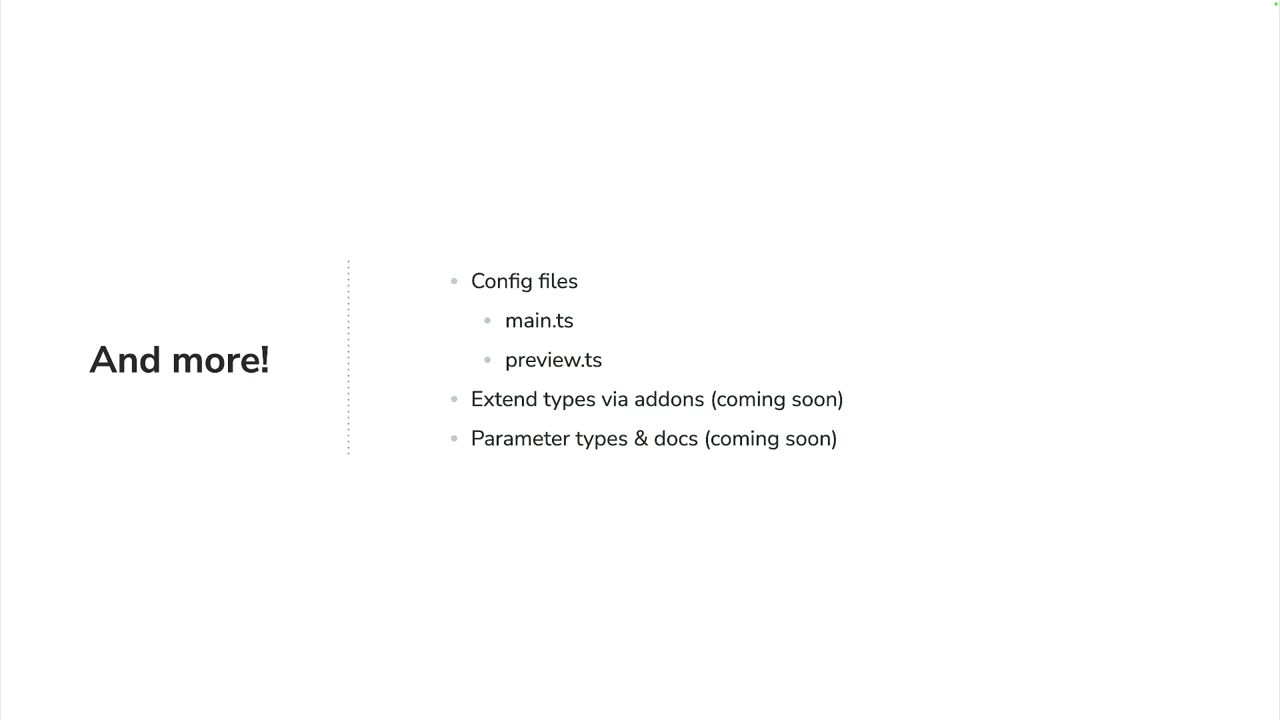 And more!
Config files
main.ts
preview.ts
Extend types via addons (coming soon)
Parameter types & docs (coming soon)